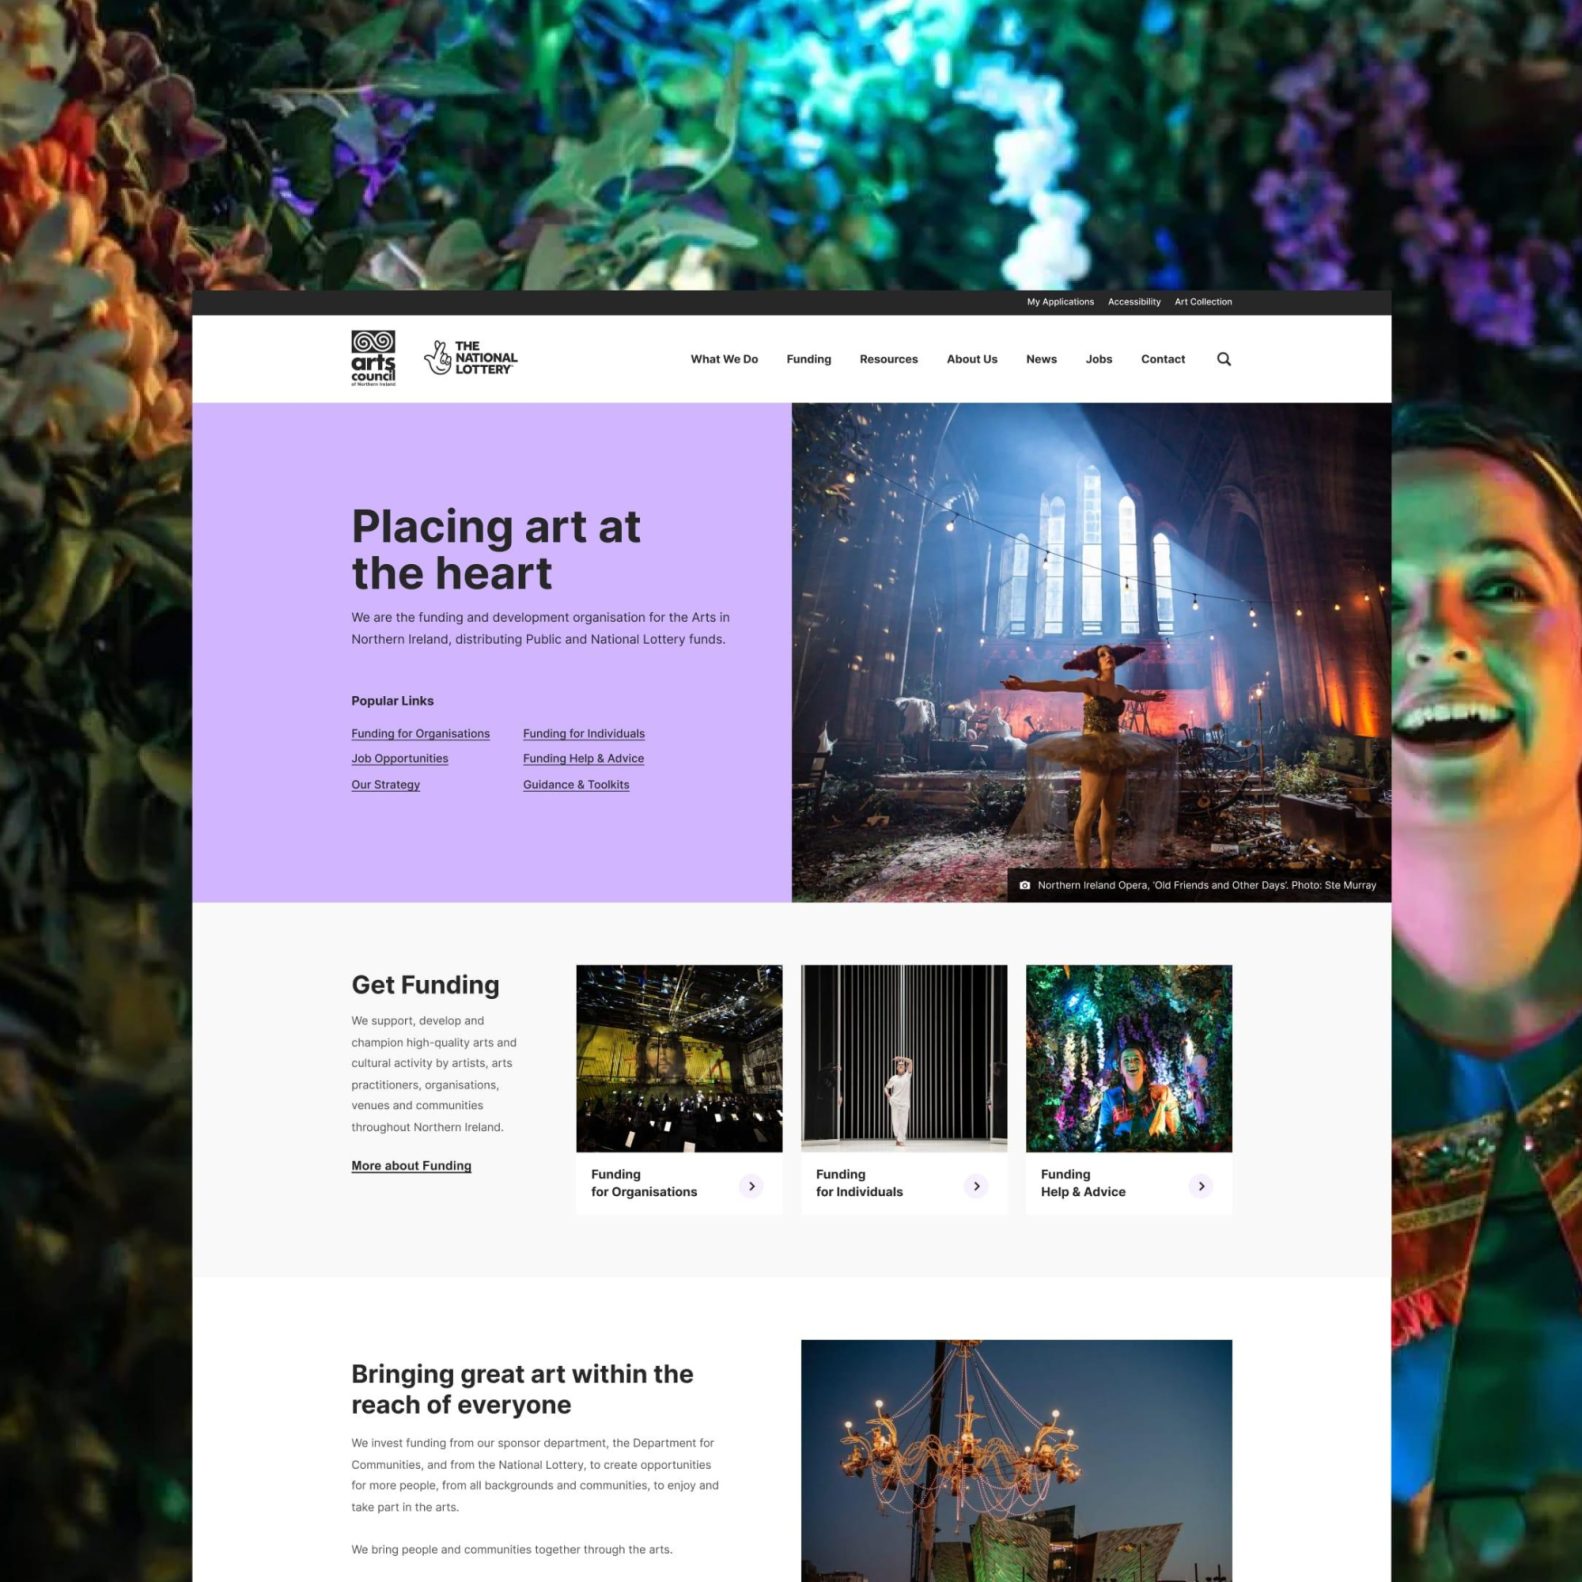 My Applications Accessibility Art Collection
arts
council
of Northern Ireland
THE
NATIONAL
LOTTERY
What We Do Funding Resources About Us News Jobs Contact
Placing art at
the heart
We are the funding and development organisation for the Arts in
Northern Ireland, distributing Public and National Lottery funds.
Popular Links
Funding for Organisations Funding for Individuals
Job Opportunities Funding Help & Advice
Our Strategy Guidance & Toolkits
Northern Ireland Opera, 'Old Friends and Other Days'. Photo: Ste Murray
Get Funding
We support, develop and
champion high-quality arts and
cultural activity by artists, arts
practitioners, organisations,
venues and communities
throughout Northern Ireland.
More about Funding
Funding
for Organisations
Funding
for Individuals
Funding
Help & Advice
Bringing great art within the
reach of everyone
We invest funding from our sponsor department, the Department for
Communities, and from the National Lottery, to create opportunities
for more people, from all backgrounds and communities, to enjoy and
take part in the arts.
We bring people and communities together through the arts.